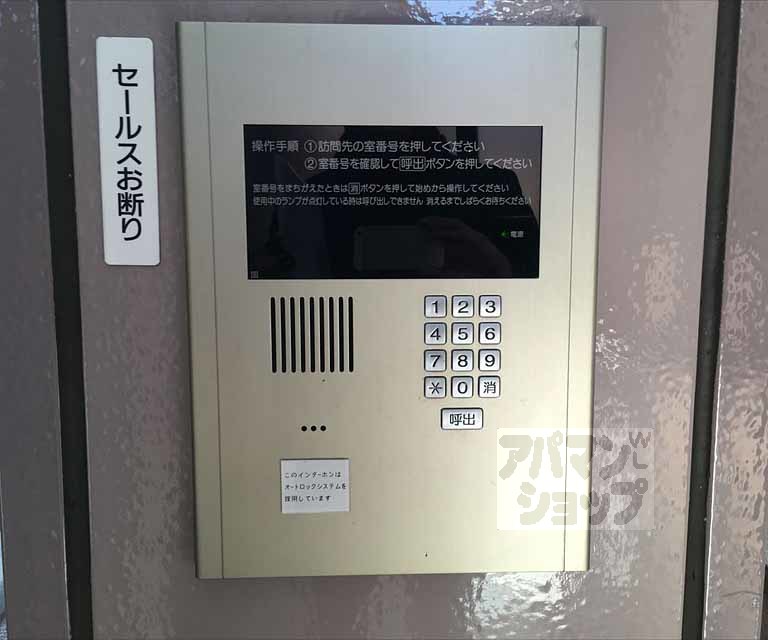 セールスお断り
操作手順 ①訪問先の室番号を押してください
②室番号を確認して呼出ボタンを押してください
室番号をまちがえたときは消ボタンを押して始めから操作してください
使用中のランプが点灯している時は呼び出しできません 消えるまでしばらくお待ちください
電源
1 2 3
4 5 6
7 8 9
* 0 消
呼出
このインターホンは
オートロックシステムを
採用しています
アパマン
ショップ
WLC